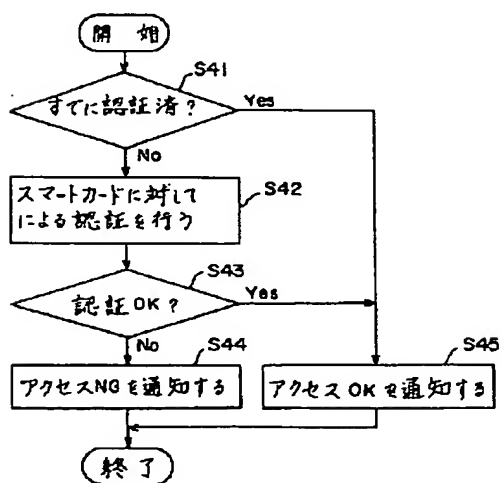 開始
S41
すでに認証済?
Yes
No
S42
スマートカードに対して
による認証を行う
S43
認証OK?
Yes
No
S44
アクセスNGを通知する
S45
アクセスOKを通知する
終了